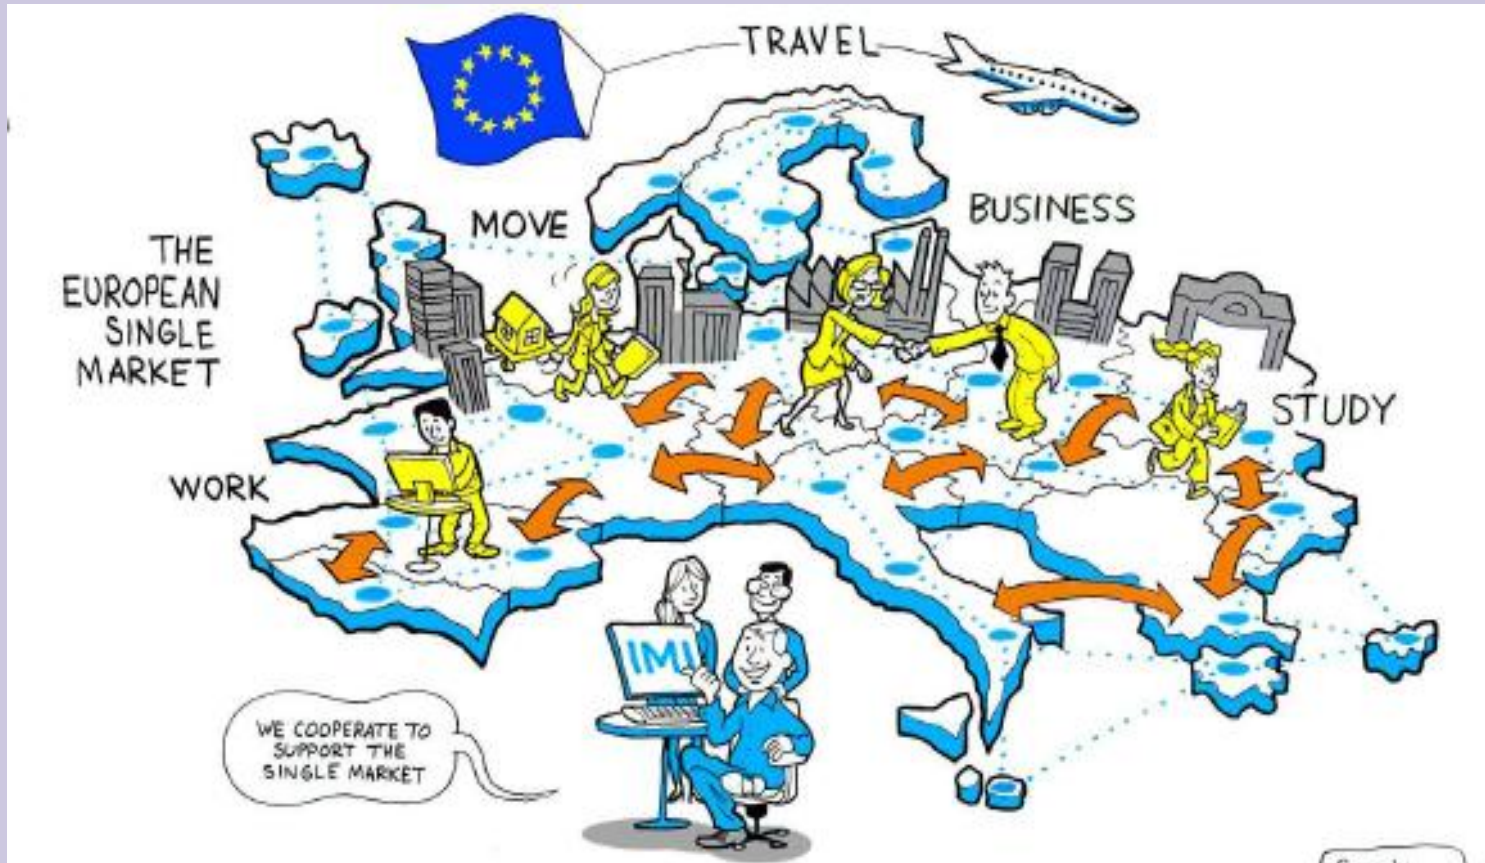 TRAVEL
MOVE
BUSINESS
THE
EUROPEAN
SINGLE
MARKET
STUDY
WORK
IMI
WE COOPERATE TO
SUPPORT THE
SINGLE MARKET